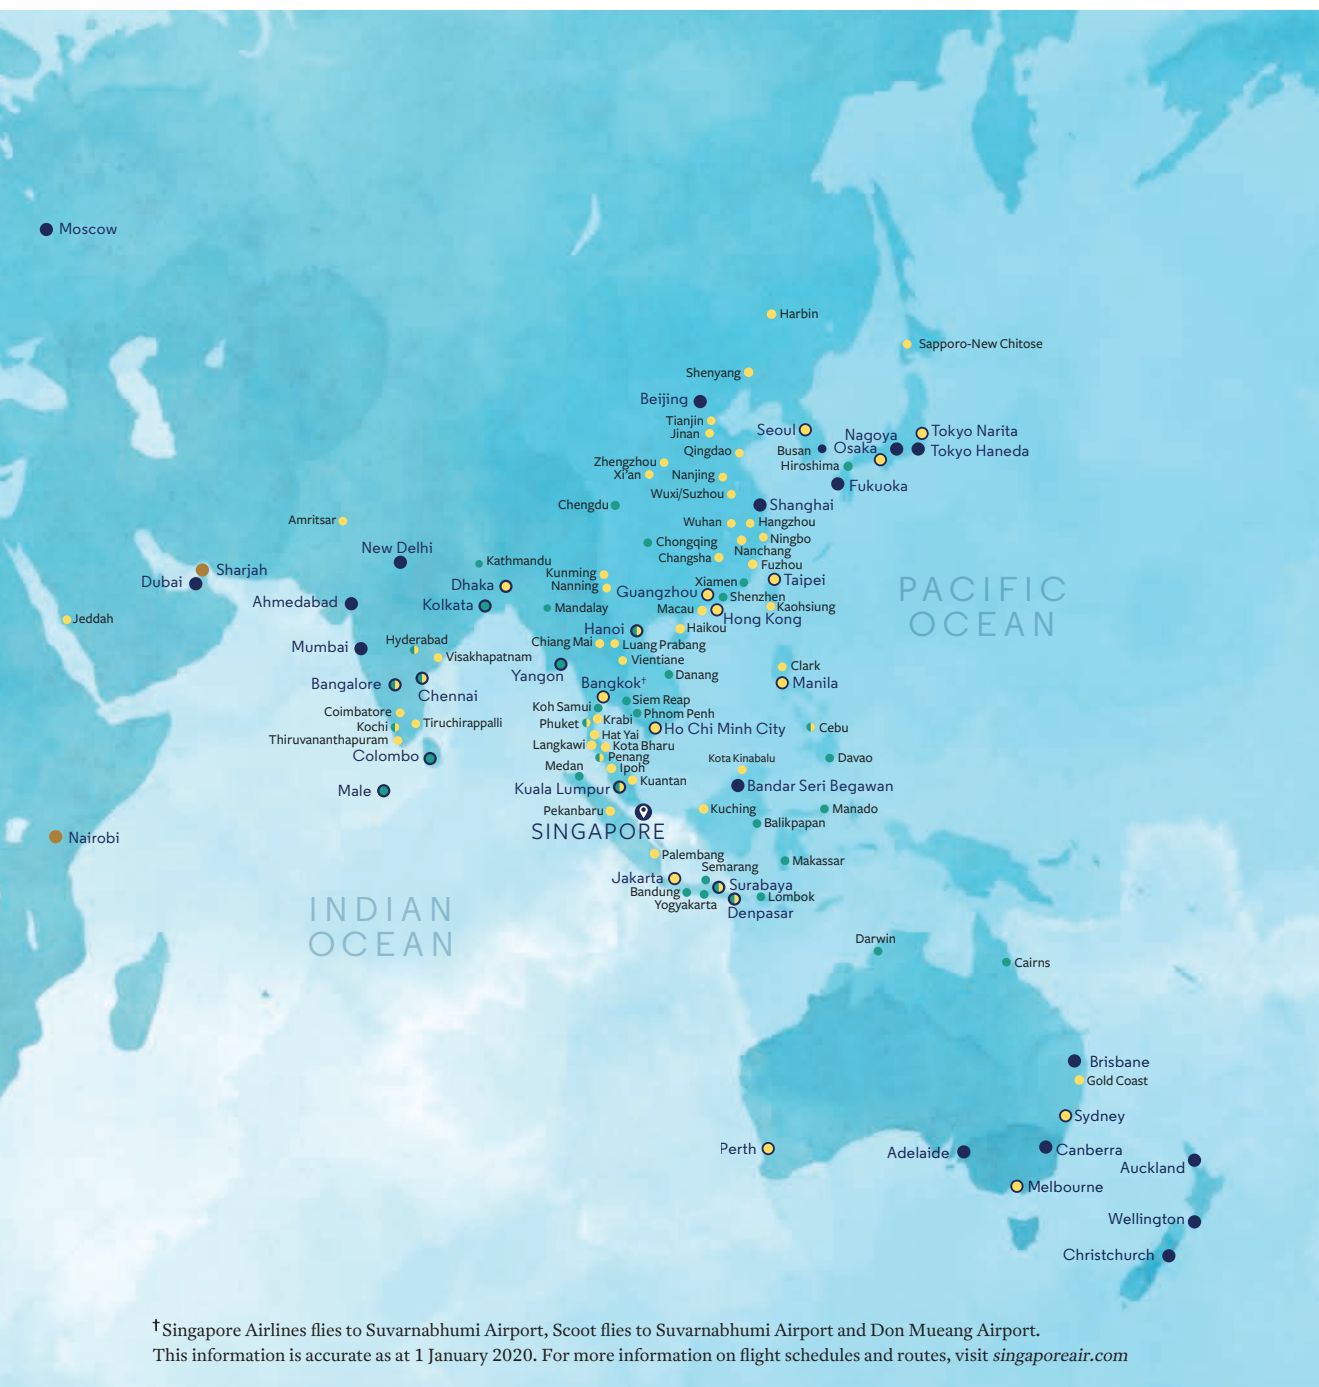 Moscow
Harbin
Sapporo-New Chitose
Shenyang
Beijing
Tianjin
Jinan
Seoul
Nagoya
Tokyo Narita
Qingdao
Busan
Osaka
Tokyo Haneda
Zhengzhou
Hiroshima
Xi'an
Nanjing
Fukuoka
Wuxi/Suzhou
Chengdu
Shanghai
Amritsar
Wuhan
Hangzhou
New Delhi
Chongqing
Ningbo
Nanchang
Changsha
Kathmandu
Fuzhou
Sharjah
Kunming
Dubai
Dhaka
Nanning
Xiamen
Taipei
Guangzhou
Shenzhen
PACIFIC
OCEAN
Ahmedabad
Kolkata
Mandalay
Macau
Kaohsiung
Jeddah
Hong Kong
Hanoi
Haikou
Mumbai
Hyderabad
Chiang Mai
Luang Prabang
Visakhapatnam
Vientiane
Clark
Yangon
Danang
Bangalore
Bangkok†
Manila
Chennai
Siem Reap
Koh Samui
Phnom Penh
Coimbatore
Tiruchirappalli
Phuket
Krabi
Kochi
Ho Chi Minh City
Cebu
Hat Yai
Thiruvananthapuram
Langkawi
Kota Bharu
Colombo
Penang
Kota Kinabalu
Davao
Medan
Ipoh
Kuantan
Male
Kuala Lumpur
Bandar Seri Begawan
Pekanbaru
Kuching
Manado
Balikpapan
SINGAPORE
Nairobi
Palembang
Makassar
Semarang
Jakarta
Surabaya
Bandung
Lombok
Yogyakarta
Denpasar
INDIAN
OCEAN
Darwin
Cairns
Brisbane
Gold Coast
Sydney
Perth
Adelaide
Canberra
Auckland
Melbourne
Wellington
Christchurch
†Singapore Airlines flies to Suvarnabhumi Airport, Scoot flies to Suvarnabhumi Airport and Don Mueang Airport.
This information is accurate as at 1 January 2020. For more information on flight schedules and routes, visit singaporeair.com